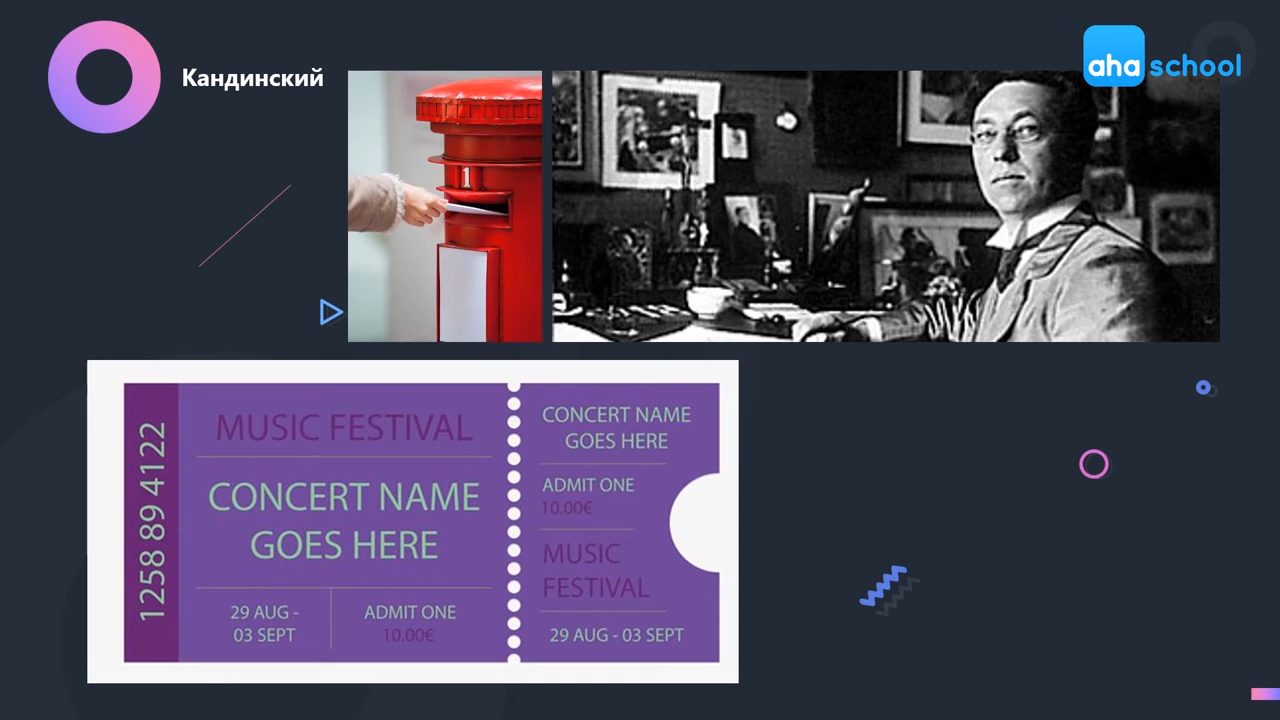 Кандинский
aha school
1
1258 89 4122
MUSIC FESTIVAL
CONCERT NAME
GOES HERE
29 AUG -
03 SEPT
ADMIT ONE
10,00€
CONCERT NAME
GOES HERE
ADMIT ONE
10,00€
MUSIC
FESTIVAL
29 AUG - 03 SEPT